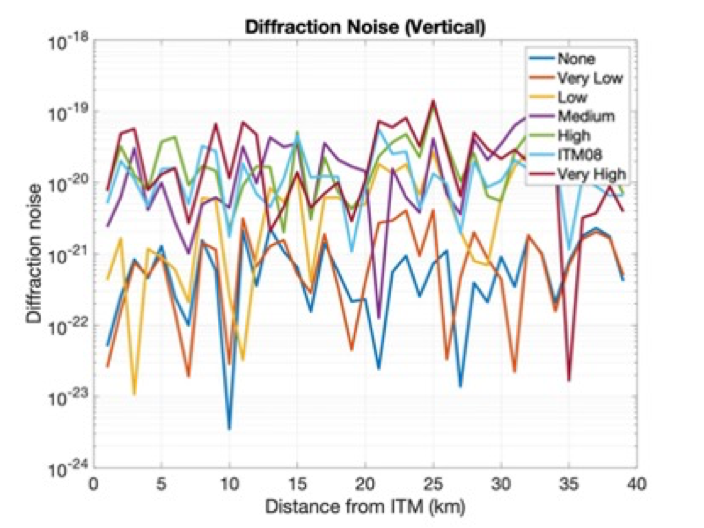 Diffraction Noise (Vertical)
10-18
10-19
10-20
10-21
10-22
10-23
10-24
Diffraction noise
None
Very Low
Low
Medium
High
ITM08
Very High
0 5 10 15 20 25 30 35 40
Distance from ITM (km)